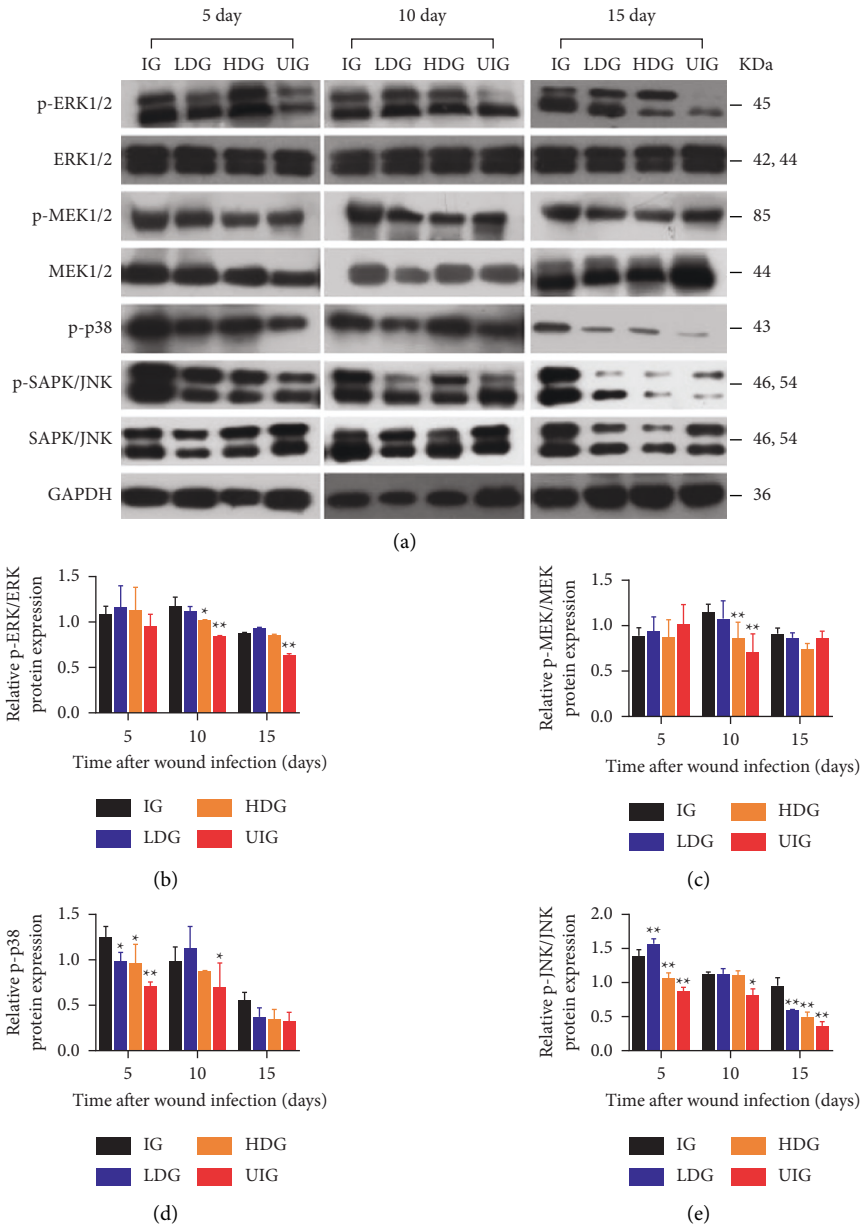 5 day 10 day 15 day
IG LDG HDG UIG IG LDG HDG UIG IG LDG HDG UIG KDa
p-ERK1/2 45
ERK1/2 42, 44
p-MEK1/2 85
MEK1/2 44
p-p38 43
p-SAPK/JNK 46, 54
SAPK/JNK 46, 54
GAPDH 36
(a)
Relative p-ERK/ERK
protein expression
1.5
1.0
0.5
0.0
* ** **
5 10 15
Time after wound infection (days)
IG HDG
LDG UIG
(b)
Relative p-MEK/MEK
protein expression
1.5
1.0
0.5
0.0
** **
5 10 15
Time after wound infection (days)
IG HDG
LDG UIG
(c)
Relative p-p38
protein expression
1.5
1.0
0.5
0.0
* * ** *
5 10 15
Time after wound infection (days)
IG HDG
LDG UIG
(d)
Relative p-JNK/JNK
protein expression
2.0
1.5
1.0
0.5
0.0
** ** ** * ** ** **
5 10 15
Time after wound infection (days)
IG HDG
LDG UIG
(e)